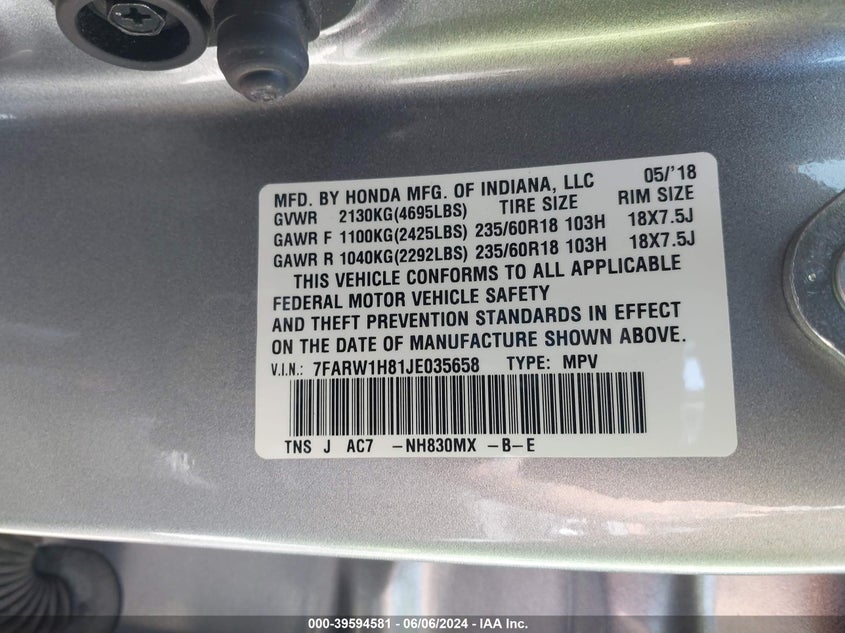 MFD. BY HONDA MFG. OF INDIANA, LLC 05/'18
GVWR 2130KG(4695LBS) TIRE SIZE RIM SIZE
GAWR F 1100KG(2425LBS) 235/60R18 103H 18X7.5J
GAWR R 1040KG(2292LBS) 235/60R18 103H 18X7.5J
THIS VEHICLE CONFORMS TO ALL APPLICABLE
FEDERAL MOTOR VEHICLE SAFETY
AND THEFT PREVENTION STANDARDS IN EFFECT
ON THE DATE OF MANUFACTURE SHOWN ABOVE.
V.I.N.: 7FARW1H81JE035658 TYPE: MPV
TNS J AC7 -NH830MX -B-E
000-39594581 - 06/06/2024 - IAA Inc.